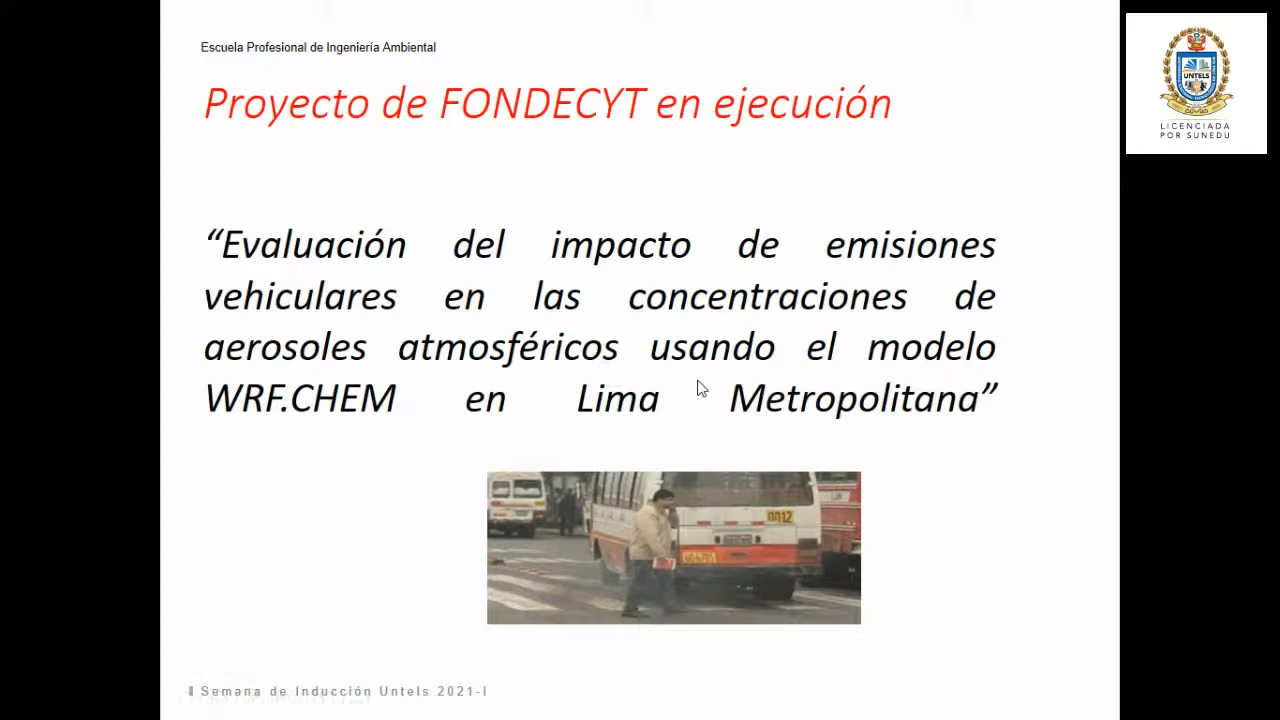 Escuela Profesional de Ingeniería Ambiental
Proyecto de FONDECYT en ejecución
“Evaluación del impacto de emisiones
vehiculares en las concentraciones de
aerosoles atmosféricos usando el modelo
WRF.CHEM en Lima Metropolitana”
Semana de Inducción Untels 2021-I
UNTELS
LICENCIADA
POR SUNEDU
0012